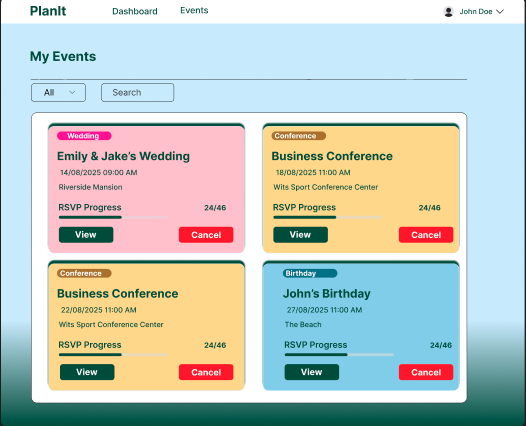 PlanIt
Dashboard
Events
John Doe
My Events
All
Search
Wedding
Emily & Jake's Wedding
14/08/2025 09:00 AM
Riverside Mansion
RSVP Progress 24/46
View Cancel
Conference
Business Conference
18/08/2025 11:00 AM
Wits Sport Conference Center
RSVP Progress 24/46
View Cancel
Conference
Business Conference
22/08/2025 11:00 AM
Wits Sport Conference Center
RSVP Progress 24/46
View Cancel
Birthday
John's Birthday
27/08/2025 11:00 AM
The Beach
RSVP Progress 24/46
View Cancel